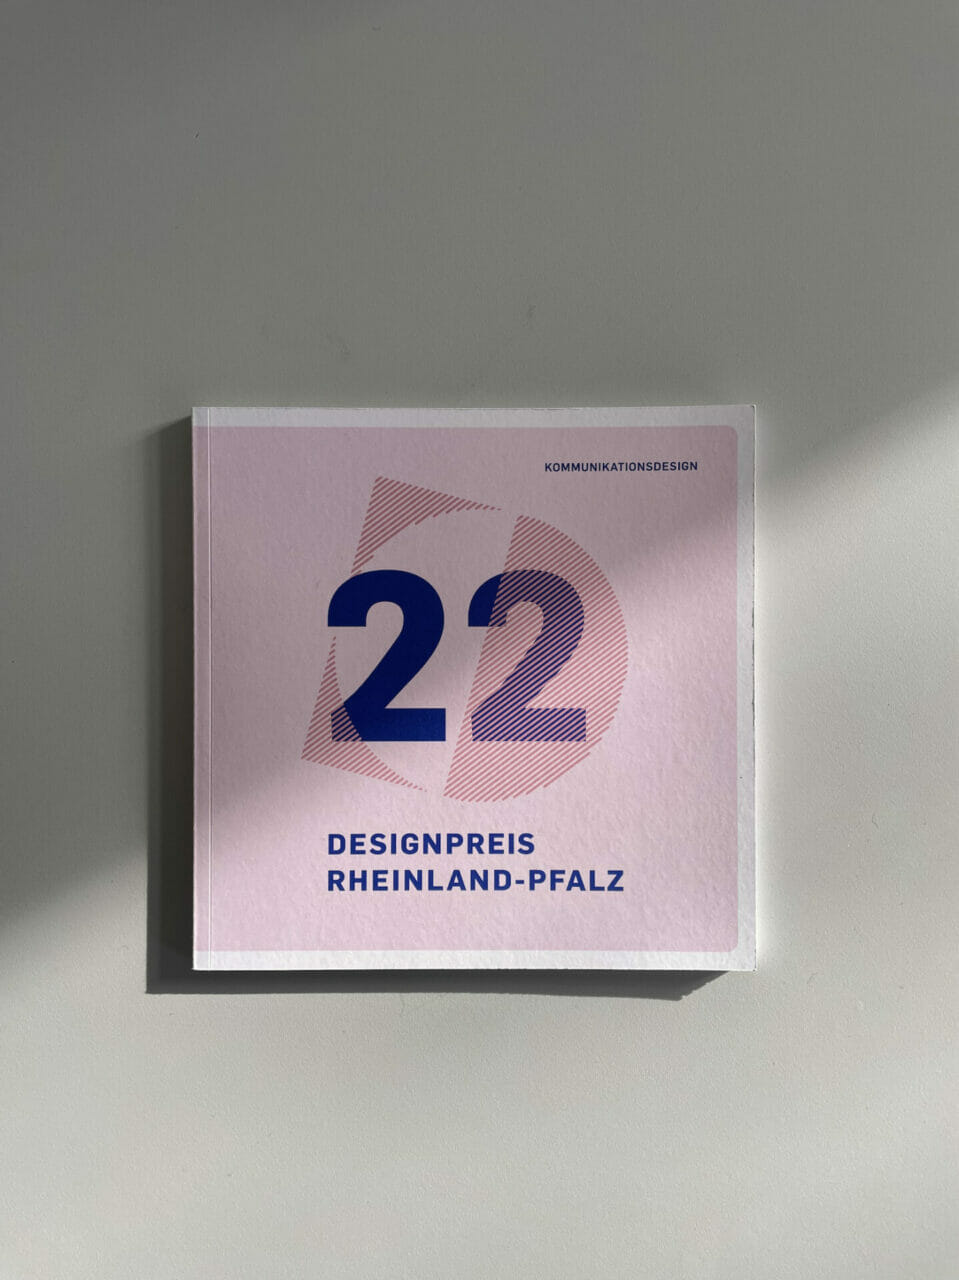 KOMMUNIKATIONSDESIGN
22
DESIGNPREIS
RHEINLAND-PFALZ